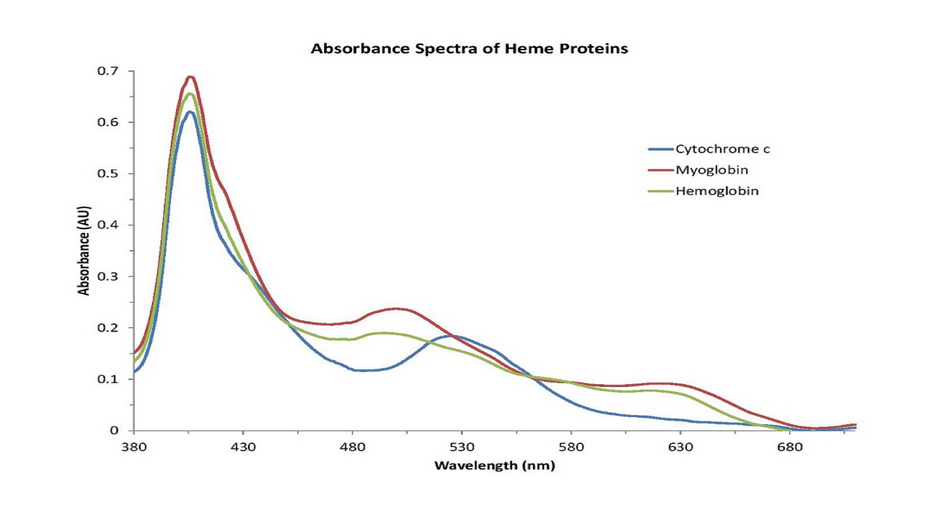 Absorbance Spectra of Heme Proteins
0.7
0.6
0.5
0.4
0.3
0.2
0.1
0
Absorbance (AU)
Cytochrome c
Myoglobin
Hemoglobin
380 430 480 530 580 630 680
Wavelength (nm)